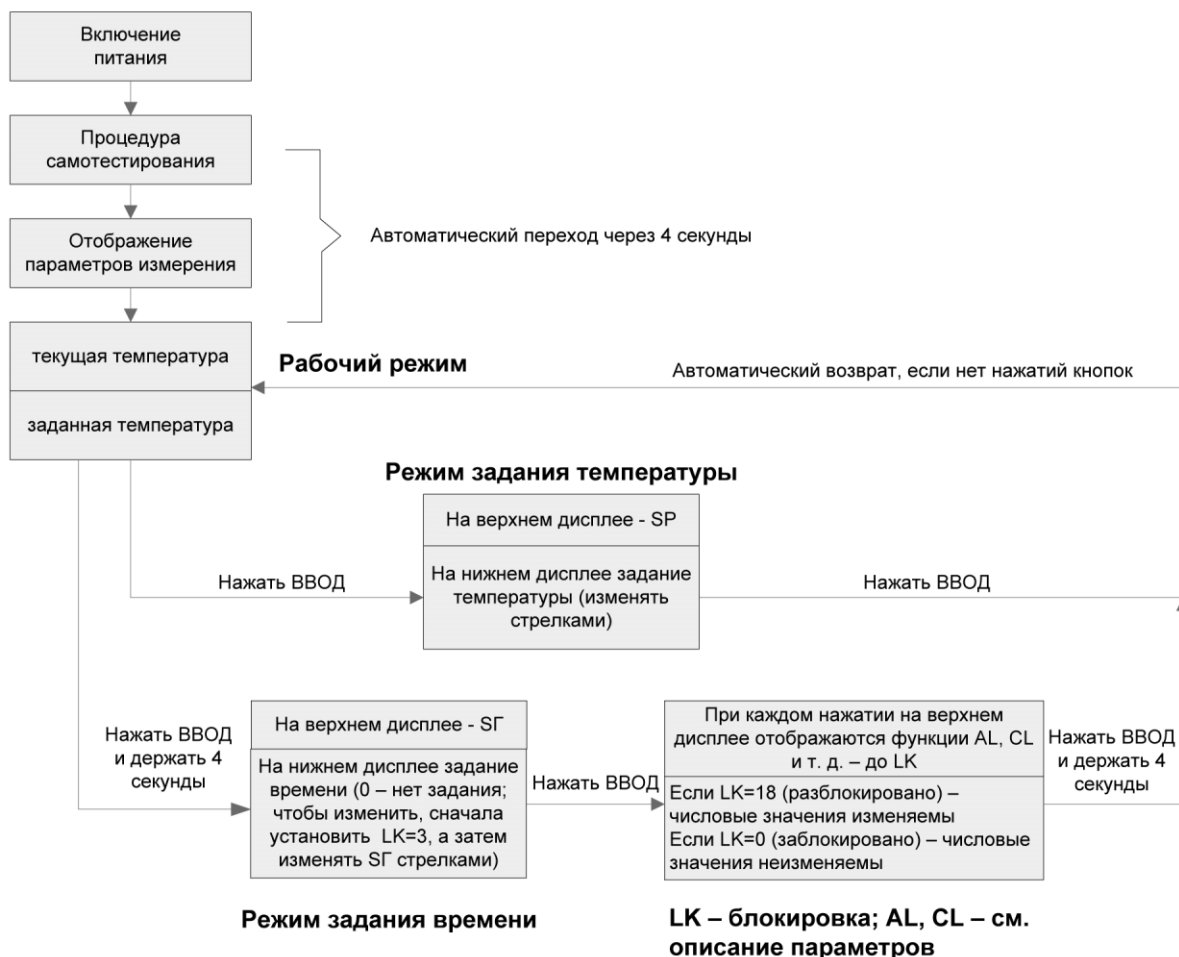 Включение
питания
Процедура
самотестирования
Отображение
параметров измерения
Автоматический переход через 4 секунды
текущая температура
заданная температура
Рабочий режим
Автоматический возврат, если нет нажатий кнопок
Режим задания температуры
На верхнем дисплее - SP
На нижнем дисплее задание
температуры (изменять
стрелками)
Нажать ВВОД
Нажать ВВОД
Нажать ВВОД
и держать 4
секунды
На верхнем дисплее - SГ
На нижнем дисплее задание
времени (0 – нет задания;
чтобы изменить, сначала
установить LK=3, а затем
изменять SГ стрелками)
Нажать ВВОД
При каждом нажатии на верхнем
дисплее отображаются функции AL, CL
и т. д. – до LK
Если LK=18 (разблокировано) –
числовые значения изменяемы
Если LK=0 (заблокировано) – числовые
значения неизменяемы
Нажать ВВОД
и держать 4
секунды
Режим задания времени
LK – блокировка; AL, CL – см.
описание параметров